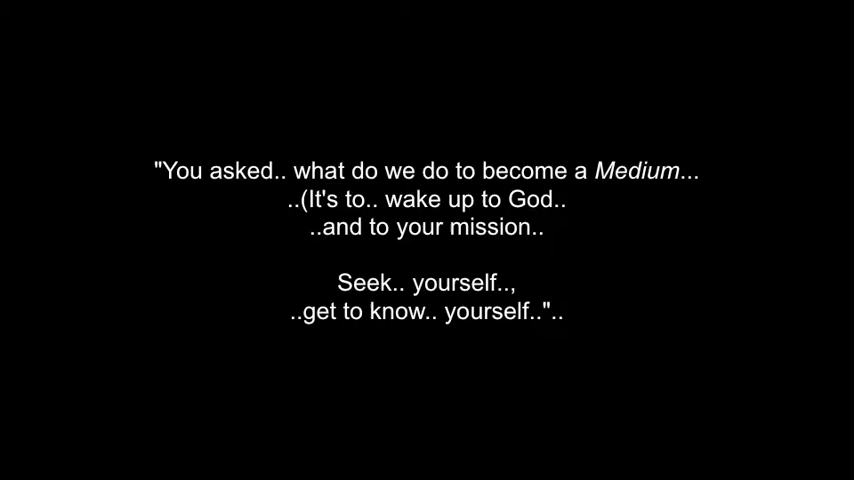 "You asked.. what do we do to become a Medium...
..(It's to.. wake up to God..
..and to your mission..
Seek.. yourself..,
..get to know.. yourself.."..